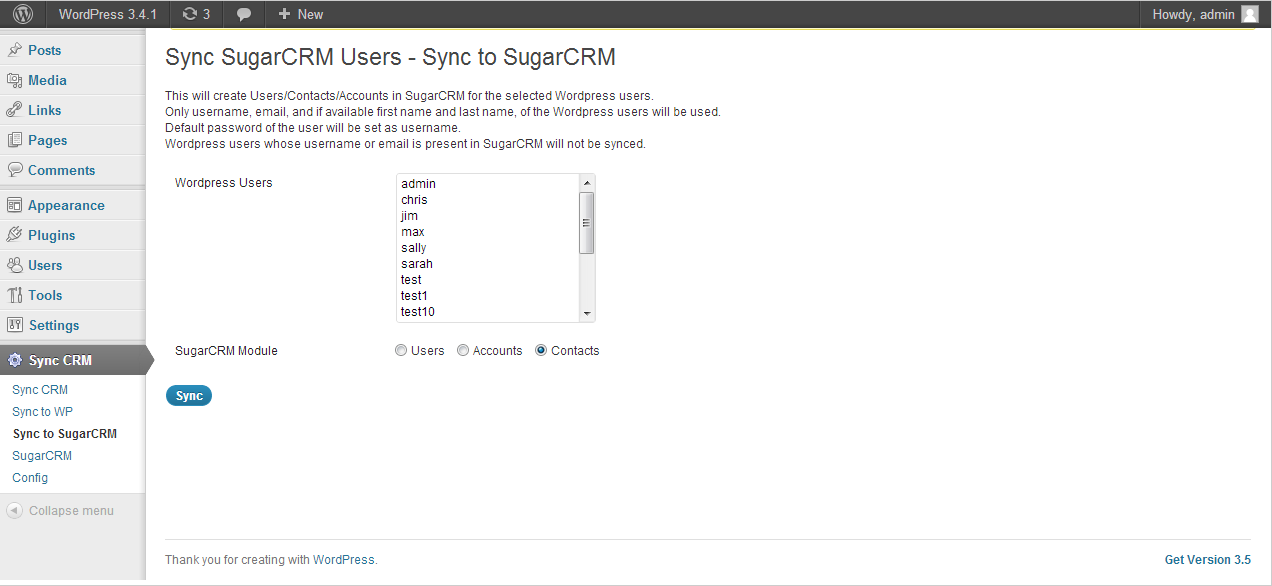 WordPress 3.4.1 3 New Howdy, admin
Posts
Media
Links
Pages
Comments
Appearance
Plugins
Users
Tools
Settings
Sync CRM
Sync CRM
Sync to WP
Sync to SugarCRM
SugarCRM
Config
Collapse menu
Sync SugarCRM Users - Sync to SugarCRM
This will create Users/Contacts/Accounts in SugarCRM for the selected Wordpress users.
Only username, email, and if available first name and last name, of the Wordpress users will be used.
Default password of the user will be set as username.
Wordpress users whose username or email is present in SugarCRM will not be synced.
Wordpress Users
admin
chris
jim
max
sally
sarah
test
test1
test10
SugarCRM Module Users Accounts Contacts
Sync
Thank you for creating with WordPress. Get Version 3.5